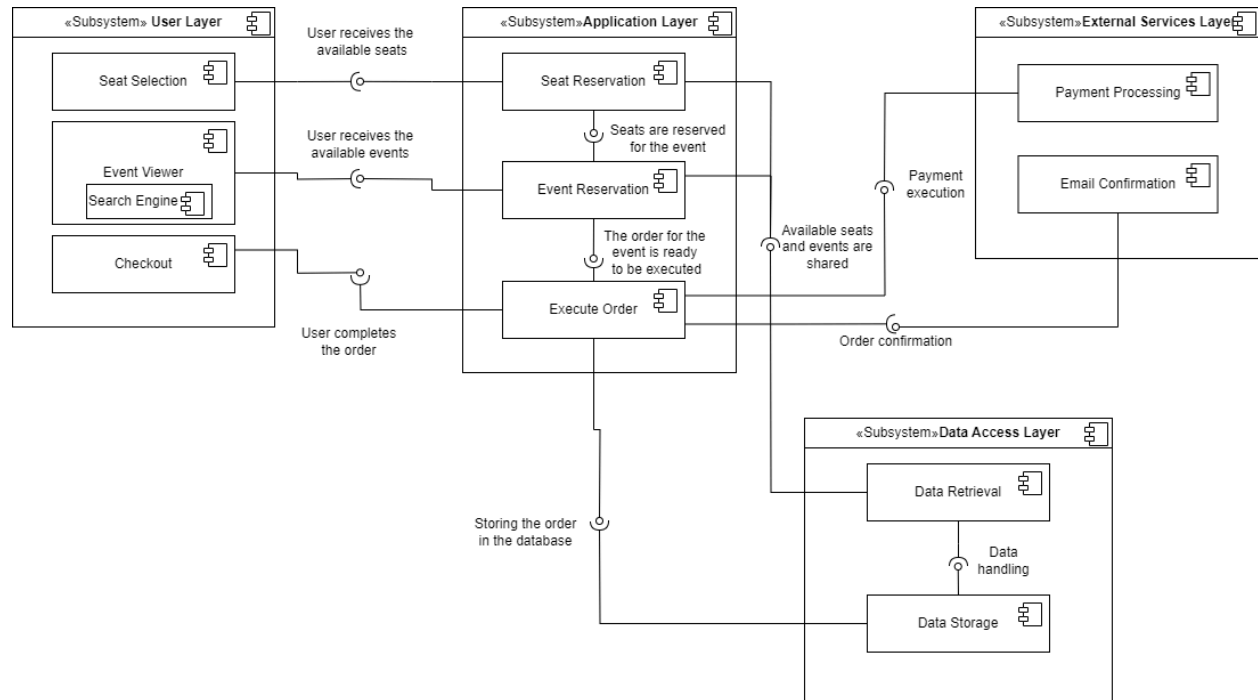 «Subsystem» User Layer
Seat Selection
Event Viewer
Search Engine
Checkout
User receives the
available seats
User receives the
available events
User completes
the order
«Subsystem»Application Layer
Seat Reservation
Seats are reserved
for the event
Event Reservation
The order for the
event is ready
to be executed
Execute Order
Storing the order
in the database
Payment
execution
Available seats
and events are
shared
Order confirmation
«Subsystem»External Services Layer
Payment Processing
Email Confirmation
«Subsystem»Data Access Layer
Data Retrieval
Data
handling
Data Storage